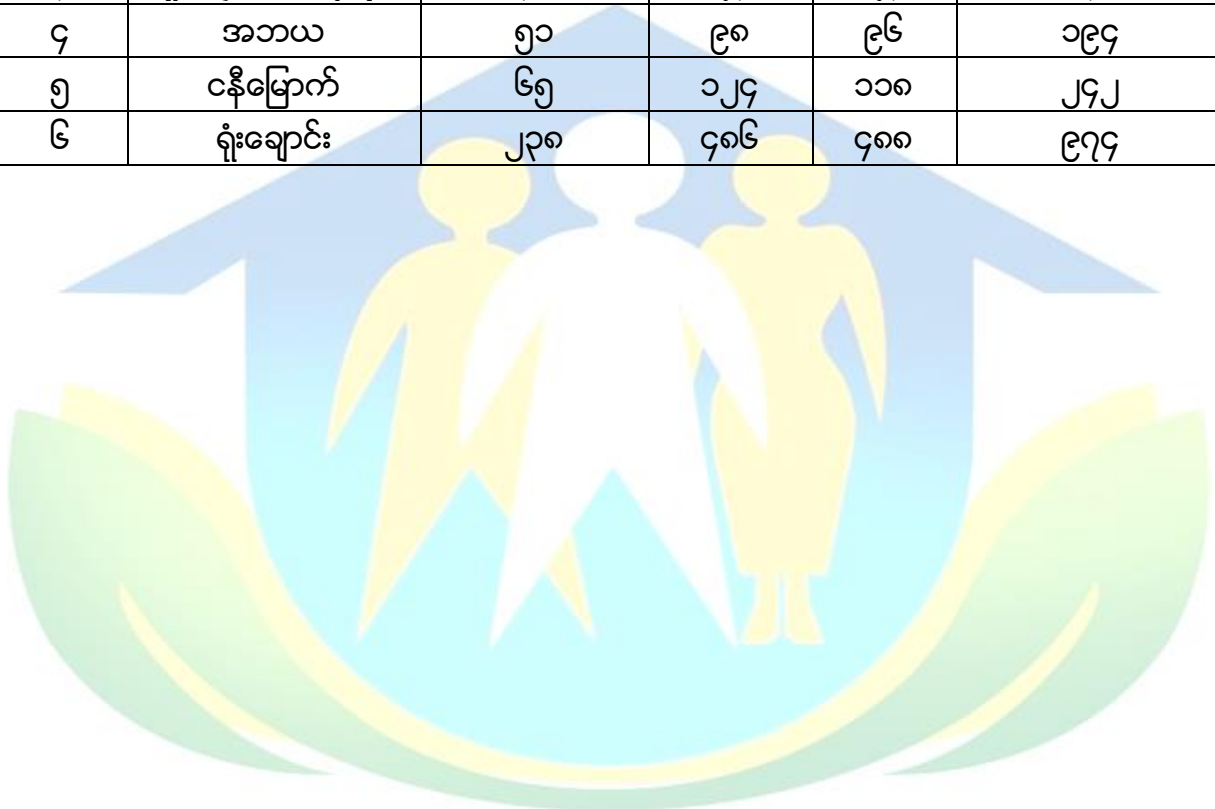 ၄ အဘယ ၅၁ ၉၈ ၉၆ ၁၉၄
၅ ငနီမြောက် ၆၅ ၁၂၄ ၁၁၈ ၂၄၂
၆ ရုံးချောင်း ၂၃၈ ၄၈၆ ၄၈၈ ၉၇၄